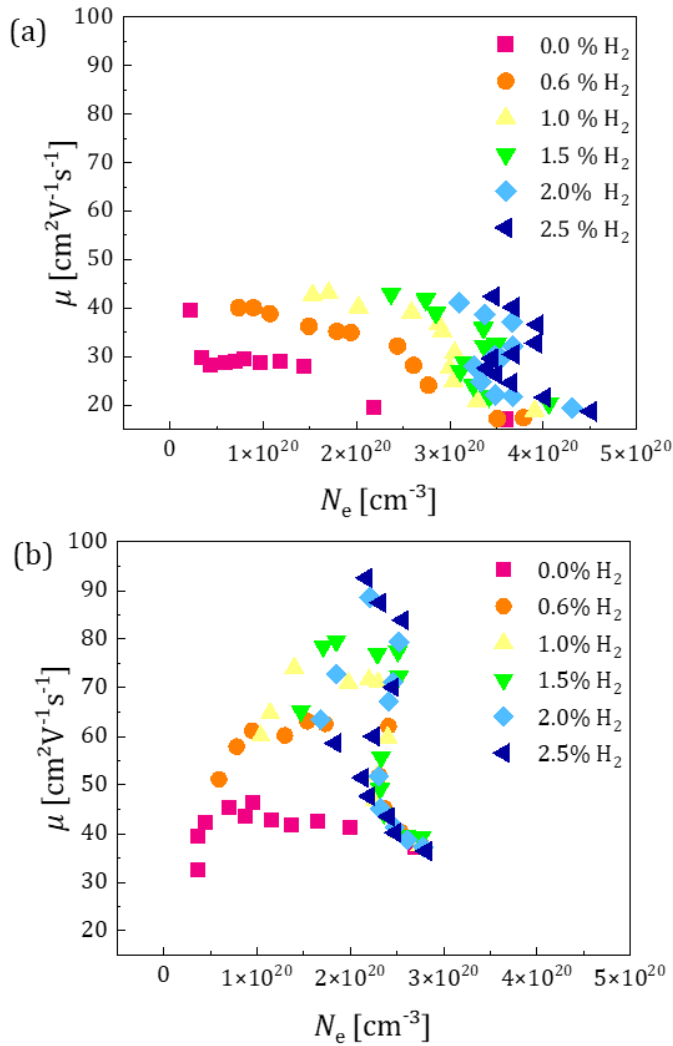 (a)
100
90
80
70
60
50
40
30
20
μ [cm²V⁻¹s⁻¹]
0.0 % H₂
0.6 % H₂
1.0 % H₂
1.5 % H₂
2.0% H₂
2.5 % H₂
0 1×10²⁰ 2×10²⁰ 3×10²⁰ 4×10²⁰ 5×10²⁰
Nₑ [cm⁻³]
(b)
100
90
80
70
60
50
40
30
20
μ [cm²V⁻¹s⁻¹]
0.0% H₂
0.6% H₂
1.0% H₂
1.5% H₂
2.0% H₂
2.5% H₂
0 1×10²⁰ 2×10²⁰ 3×10²⁰ 4×10²⁰ 5×10²⁰
Nₑ [cm⁻³]